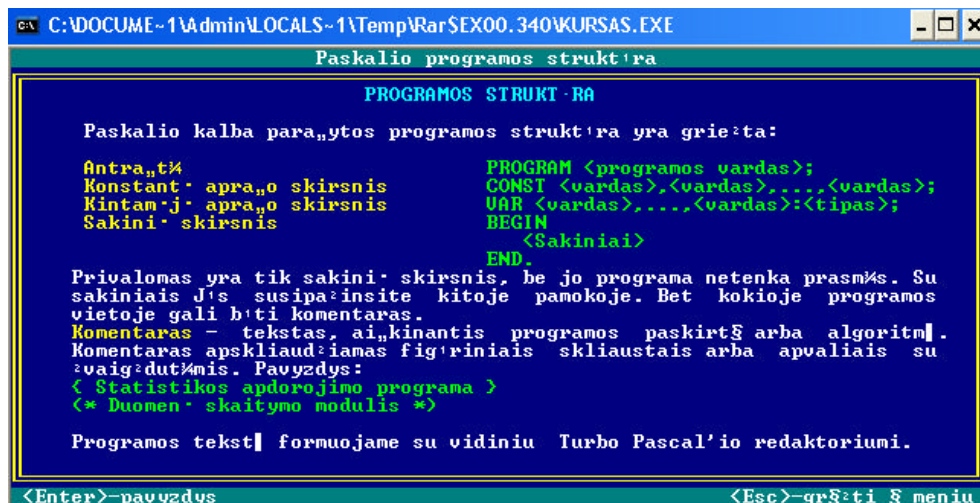 C:\DOCUME~1\Admin\LOCALS~1\Temp\Rar$EX00.340\KURSAS.EXE
Paskalio programos strukt¹ra
PROGRAMOS STRUKT·RA
Paskalio kalba para„ytos programos strukt¹ra yra grie²ta:
Antra„t¾ PROGRAM <programos vardas>;
Konstant· apra„o skirsnis CONST <vardas>,<vardas>,....,<vardas>;
Kintam·j· apra„o skirsnis VAR <vardas>,....,<vardas>:<tipas>;
Sakini· skirsnis BEGIN
<Sakiniai>
END.
Privalomas yra tik sakini· skirsnis, be jo programa netenka prasm¾s. Su
sakiniais J¹s susipa²insite kitoje pamokoje. Bet kokioje programos
vietoje gali b¹ti komentaras.
Komentaras – tekstas, ai„kinantis programos paskirt§ arba algoritm▌.
Komentaras apskliaud²iamas fig¹riniais skliaustais arba apvaliais su
²vaig²dut¾mis. Pavyzdys:
{ Statistikos apdorojimo programa }
(* Duomen· skaitymo modulis *)
Programos tekst▌ formuojame su vidiniu Turbo Pascal'io redaktoriumi.
<Enter>-pavyzdys <Esc>-gr§²ti § meniu